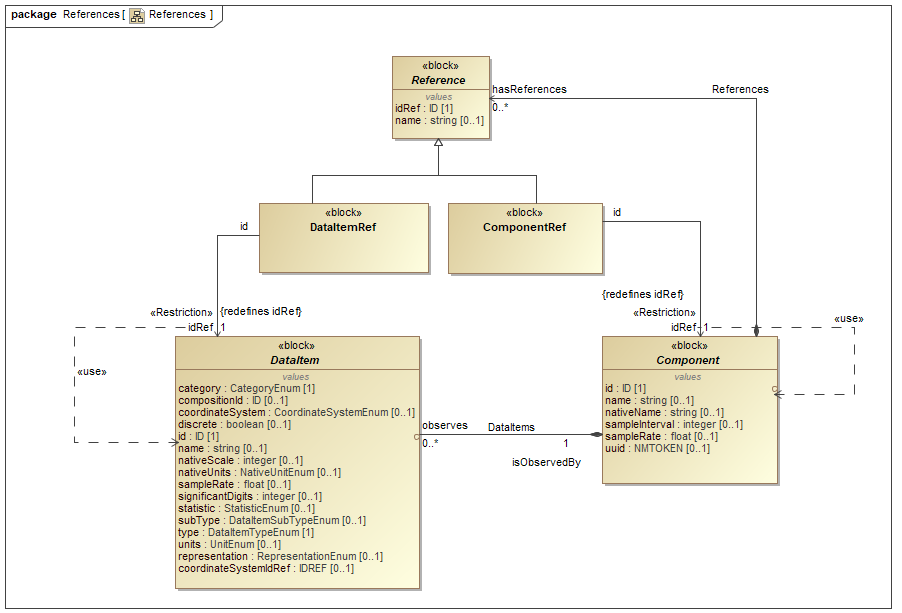 package References [ References ]
«block»
Reference
values
idRef : ID [1]
name : string [0..1]
hasReferences
0..*
References
«block»
DataItemRef
«block»
ComponentRef
id
id
«Restriction»
{redefines idRef}
idRef 1
{redefines idRef}
«Restriction»
idRef 1
«use»
«use»
«block»
DataItem
values
category : CategoryEnum [1]
compositionId : ID [0..1]
coordinateSystem : CoordinateSystemEnum [0..1]
discrete : boolean [0..1]
id : ID [1]
name : string [0..1]
nativeScale : integer [0..1]
nativeUnits : NativeUnitEnum [0..1]
sampleRate : float [0..1]
significantDigits : integer [0..1]
statistic : StatisticEnum [0..1]
subType : DataItemSubTypeEnum [0..1]
type : DataItemTypeEnum [1]
units : UnitEnum [0..1]
representation : RepresentationEnum [0..1]
coordinateSystemIdRef : IDREF [0..1]
observes
0..*
DataItems
1
isObservedBy
«block»
Component
values
id : ID [1]
name : string [0..1]
nativeName : string [0..1]
sampleInterval : integer [0..1]
sampleRate : float [0..1]
uuid : NMTOKEN [0..1]